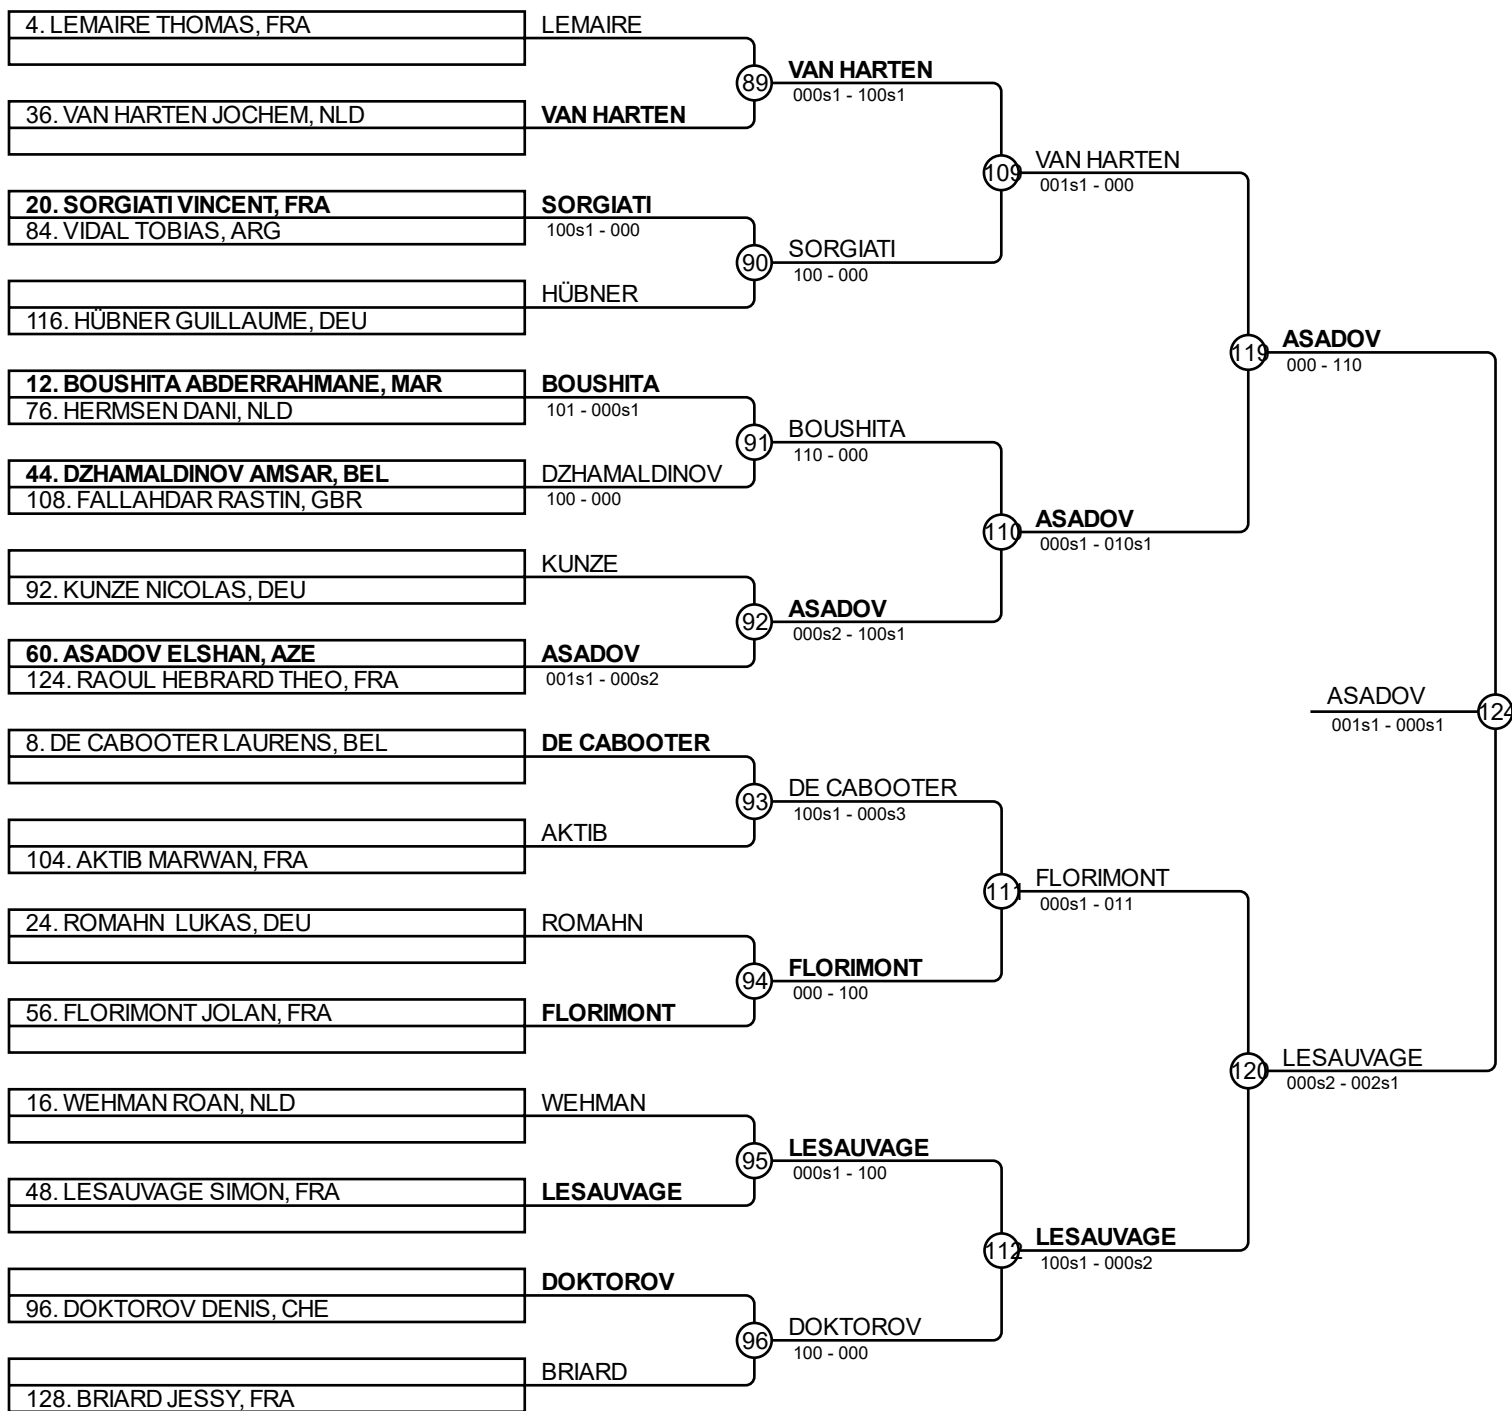 4. LEMAIRE THOMAS, FRA
LEMAIRE
89
VAN HARTEN
000s1 - 100s1
36. VAN HARTEN JOCHEM, NLD
VAN HARTEN
109
VAN HARTEN
001s1 - 000
20. SORGIATI VINCENT, FRA
84. VIDAL TOBIAS, ARG
SORGIATI
100s1 - 000
90
SORGIATI
100 - 000
HÜBNER
116. HÜBNER GUILLAUME, DEU
119
ASADOV
000 - 110
12. BOUSHITA ABDERRAHMANE, MAR
76. HERMSEN DANI, NLD
BOUSHITA
101 - 000s1
91
BOUSHITA
110 - 000
44. DZHAMALDINOV AMSAR, BEL
108. FALLAHDAR RASTIN, GBR
DZHAMALDINOV
100 - 000
110
ASADOV
000s1 - 010s1
KUNZE
92. KUNZE NICOLAS, DEU
92
ASADOV
000s2 - 100s1
60. ASADOV ELSHAN, AZE
124. RAOUL HEBRARD THEO, FRA
ASADOV
001s1 - 000s2
ASADOV
001s1 - 000s1
124
8. DE CABOOTER LAURENS, BEL
DE CABOOTER
93
DE CABOOTER
100s1 - 000s3
AKTIB
104. AKTIB MARWAN, FRA
111
FLORIMONT
000s1 - 011
24. ROMAHN  LUKAS, DEU
ROMAHN
94
FLORIMONT
000 - 100
56. FLORIMONT JOLAN, FRA
FLORIMONT
120
LESAUVAGE
000s2 - 002s1
16. WEHMAN ROAN, NLD
WEHMAN
95
LESAUVAGE
000s1 - 100
48. LESAUVAGE SIMON, FRA
LESAUVAGE
112
LESAUVAGE
100s1 - 000s2
DOKTOROV
96. DOKTOROV DENIS, CHE
96
DOKTOROV
100 - 000
BRIARD
128. BRIARD JESSY, FRA